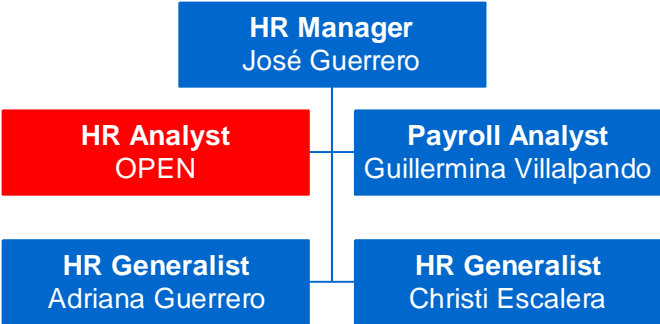 HR Manager
José Guerrero
HR Analyst
OPEN
Payroll Analyst
Guillermina Villalpando
HR Generalist
Adriana Guerrero
HR Generalist
Christi Escalera